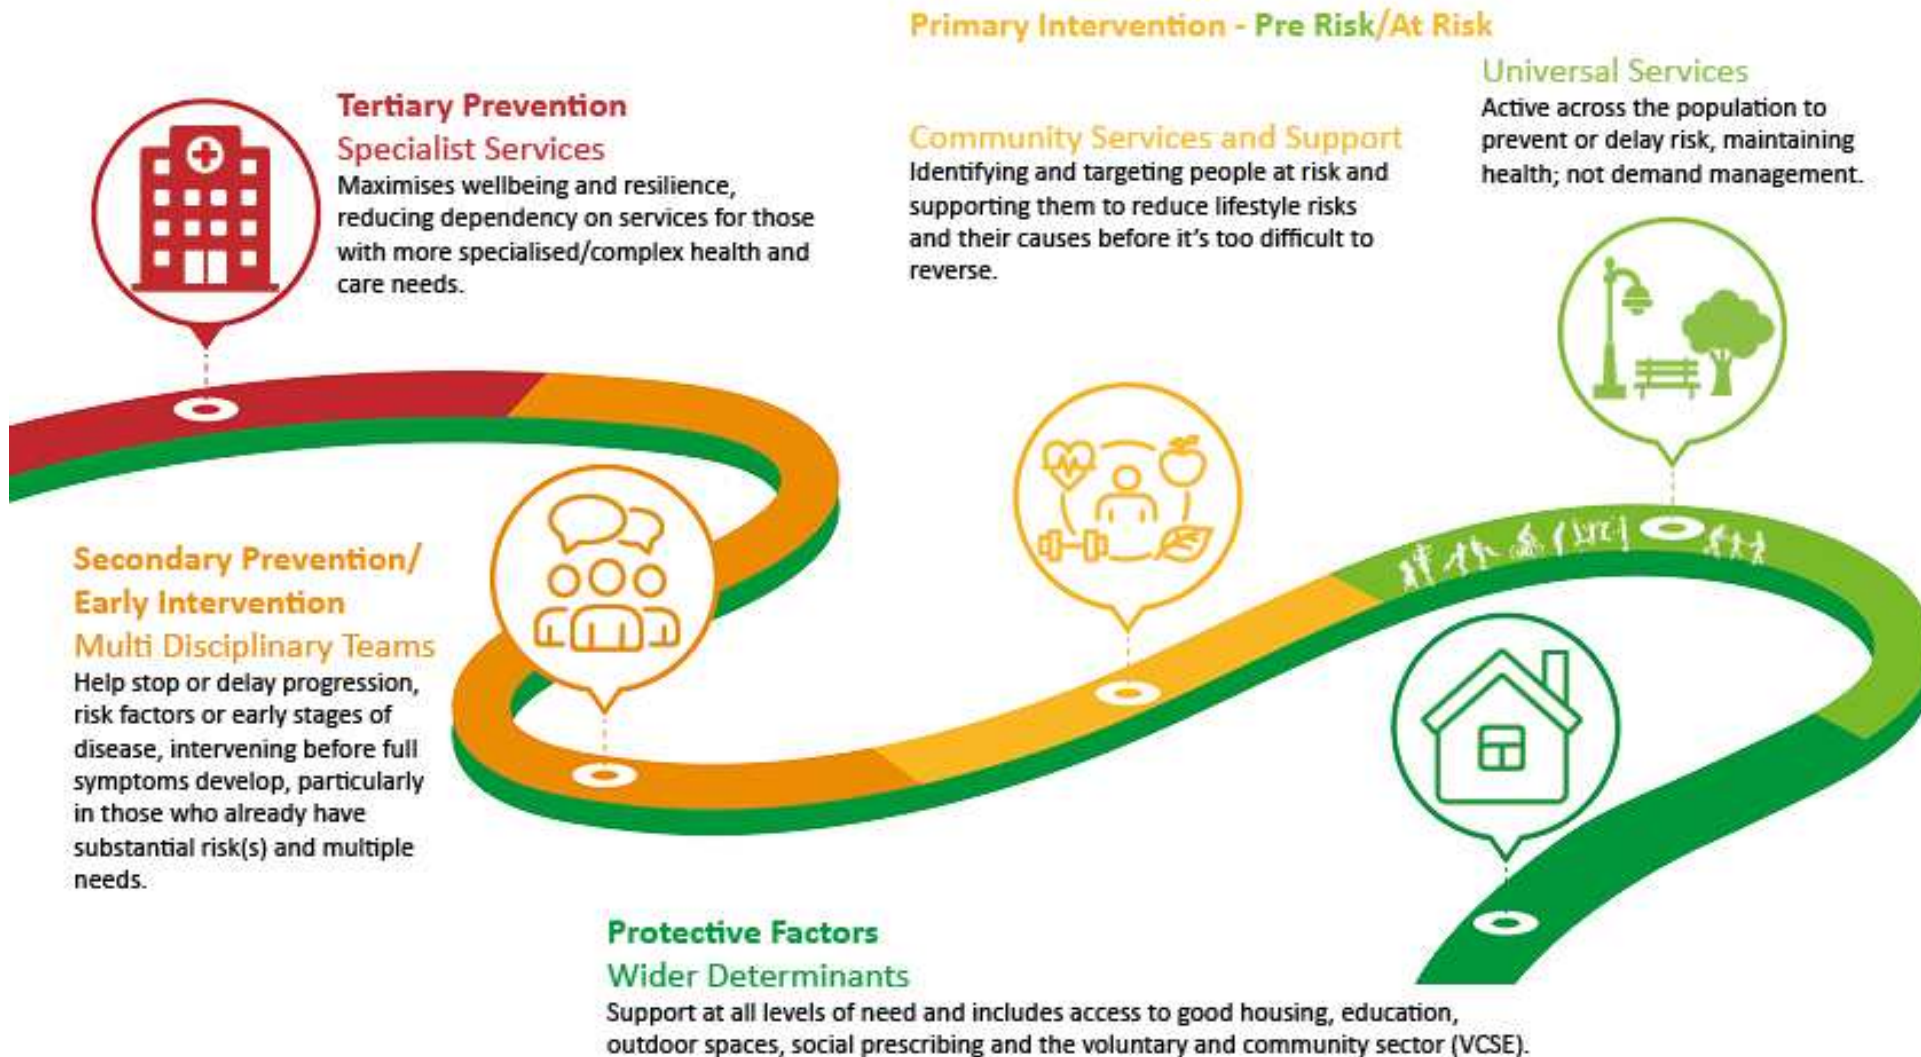 Primary Intervention - Pre Risk/At Risk
Tertiary Prevention
Specialist Services
Maximises wellbeing and resilience,
reducing dependency on services for those
with more specialised/complex health and
care needs.
Community Services and Support
Identifying and targeting people at risk and
supporting them to reduce lifestyle risks
and their causes before it's too difficult to
reverse.
Universal Services
Active across the population to
prevent or delay risk, maintaining
health; not demand management.
Secondary Prevention/
Early Intervention
Multi Disciplinary Teams
Help stop or delay progression,
risk factors or early stages of
disease, intervening before full
symptoms develop, particularly
in those who already have
substantial risk(s) and multiple
needs.
Protective Factors
Wider Determinants
Support at all levels of need and includes access to good housing, education,
outdoor spaces, social prescribing and the voluntary and community sector (VCSE).